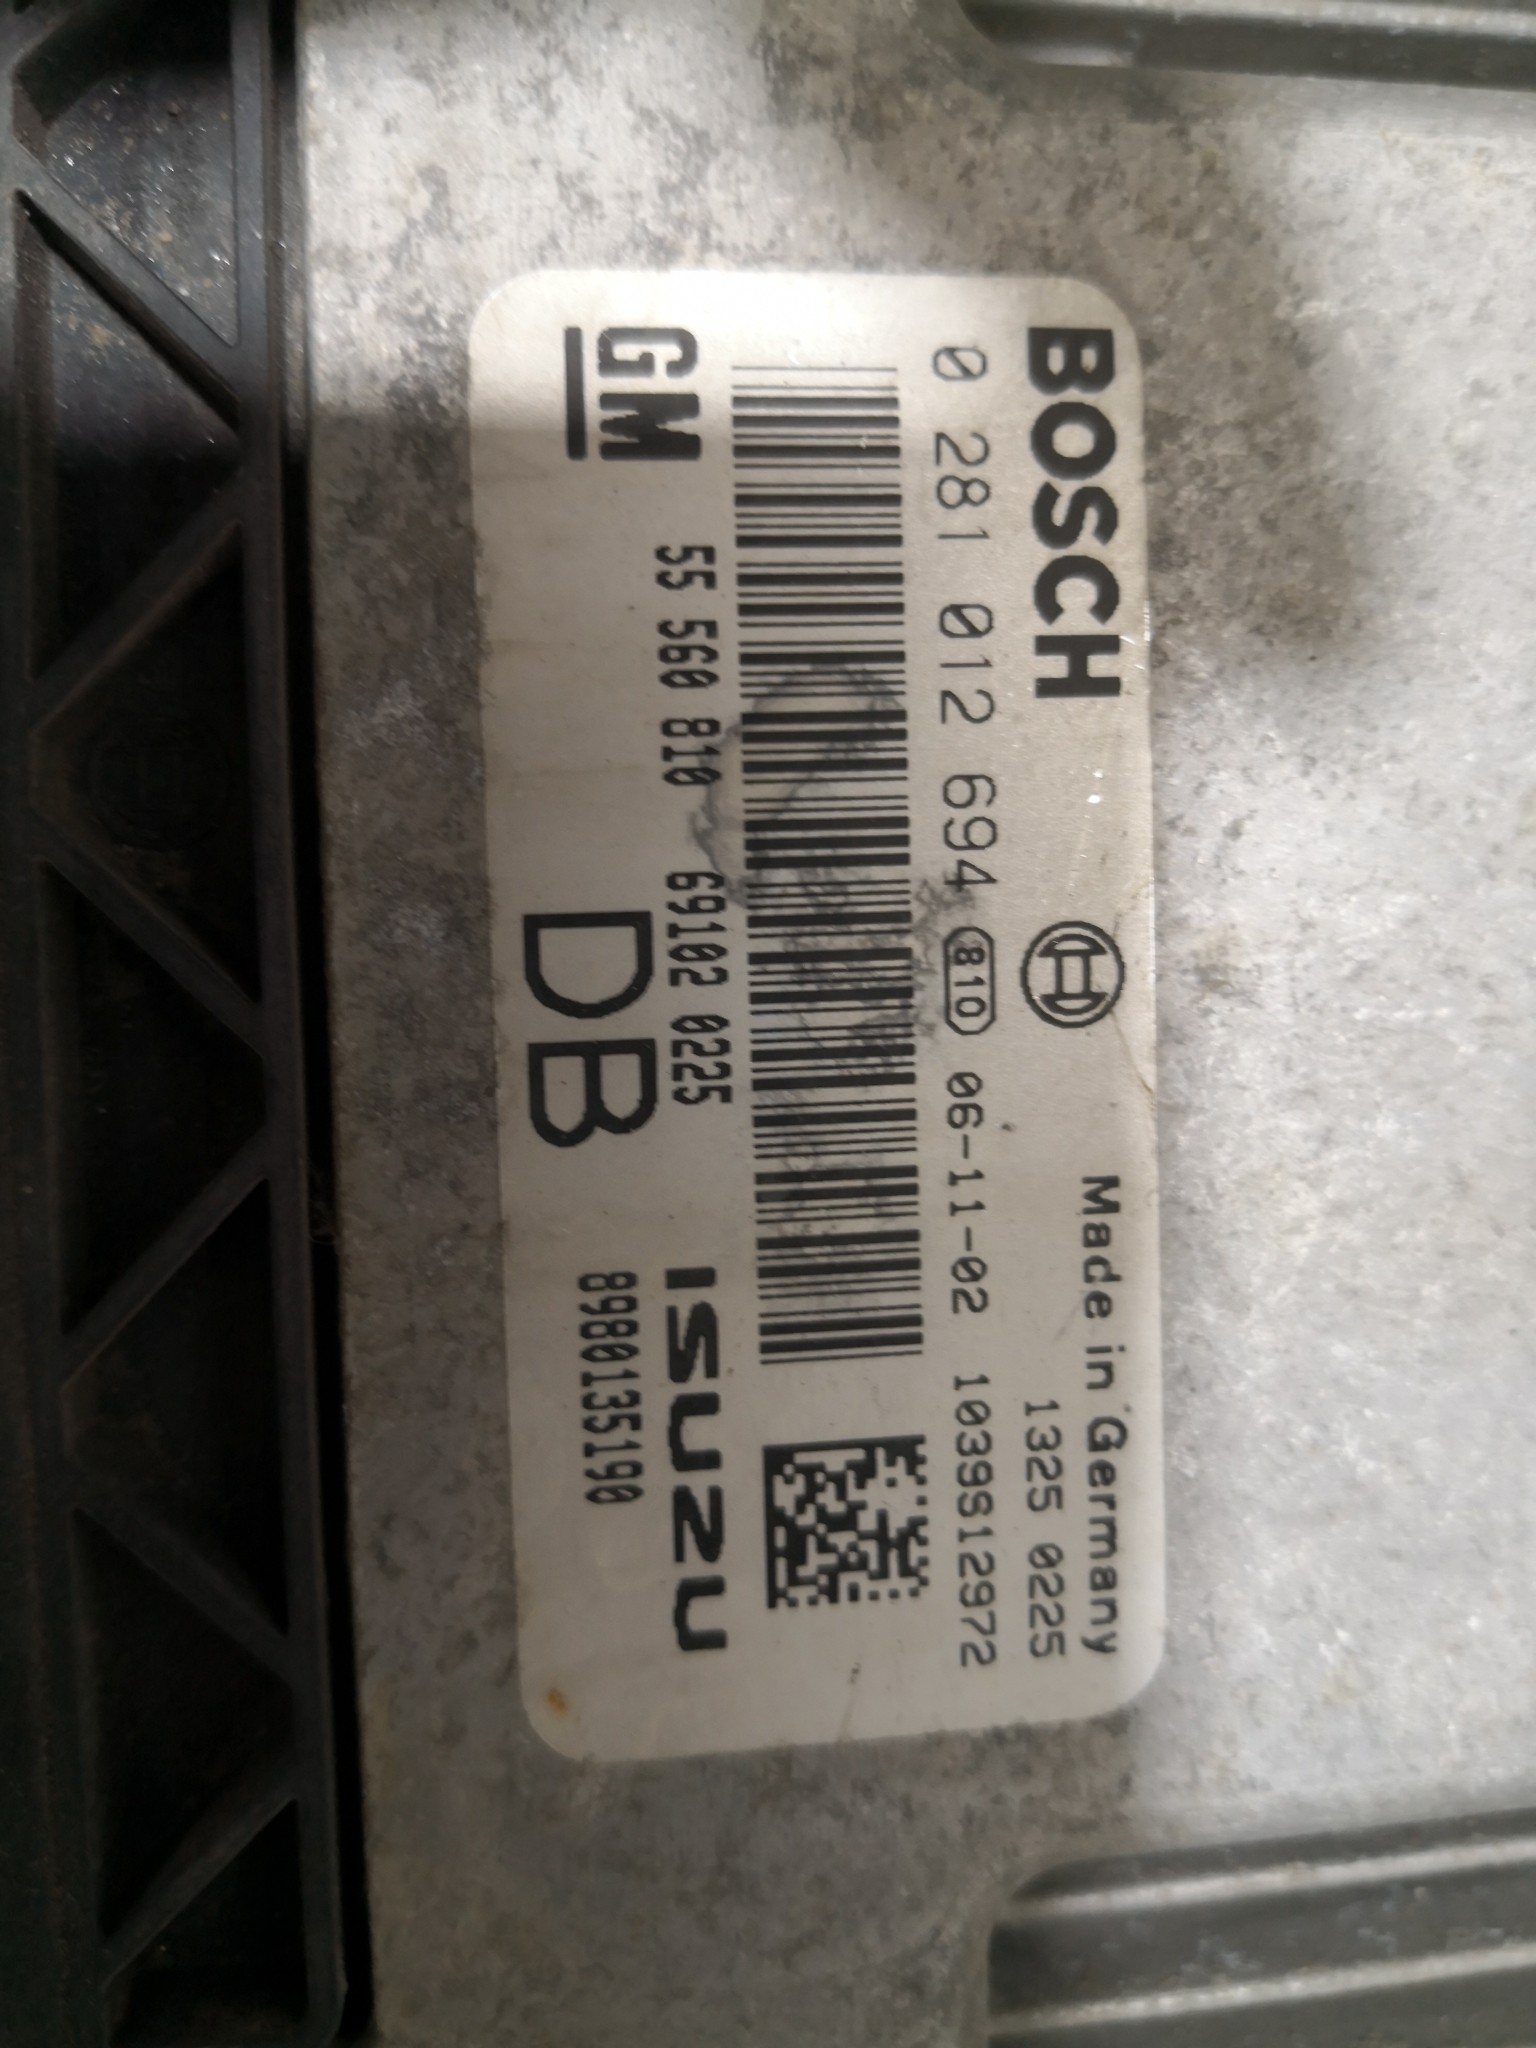 BOSCH
Made in Germany
1325 0225
0 281 012 694 810 06-11-02 1039S12972
GM 55 560 810 69102 0225 ISUZU
DB 8980135190